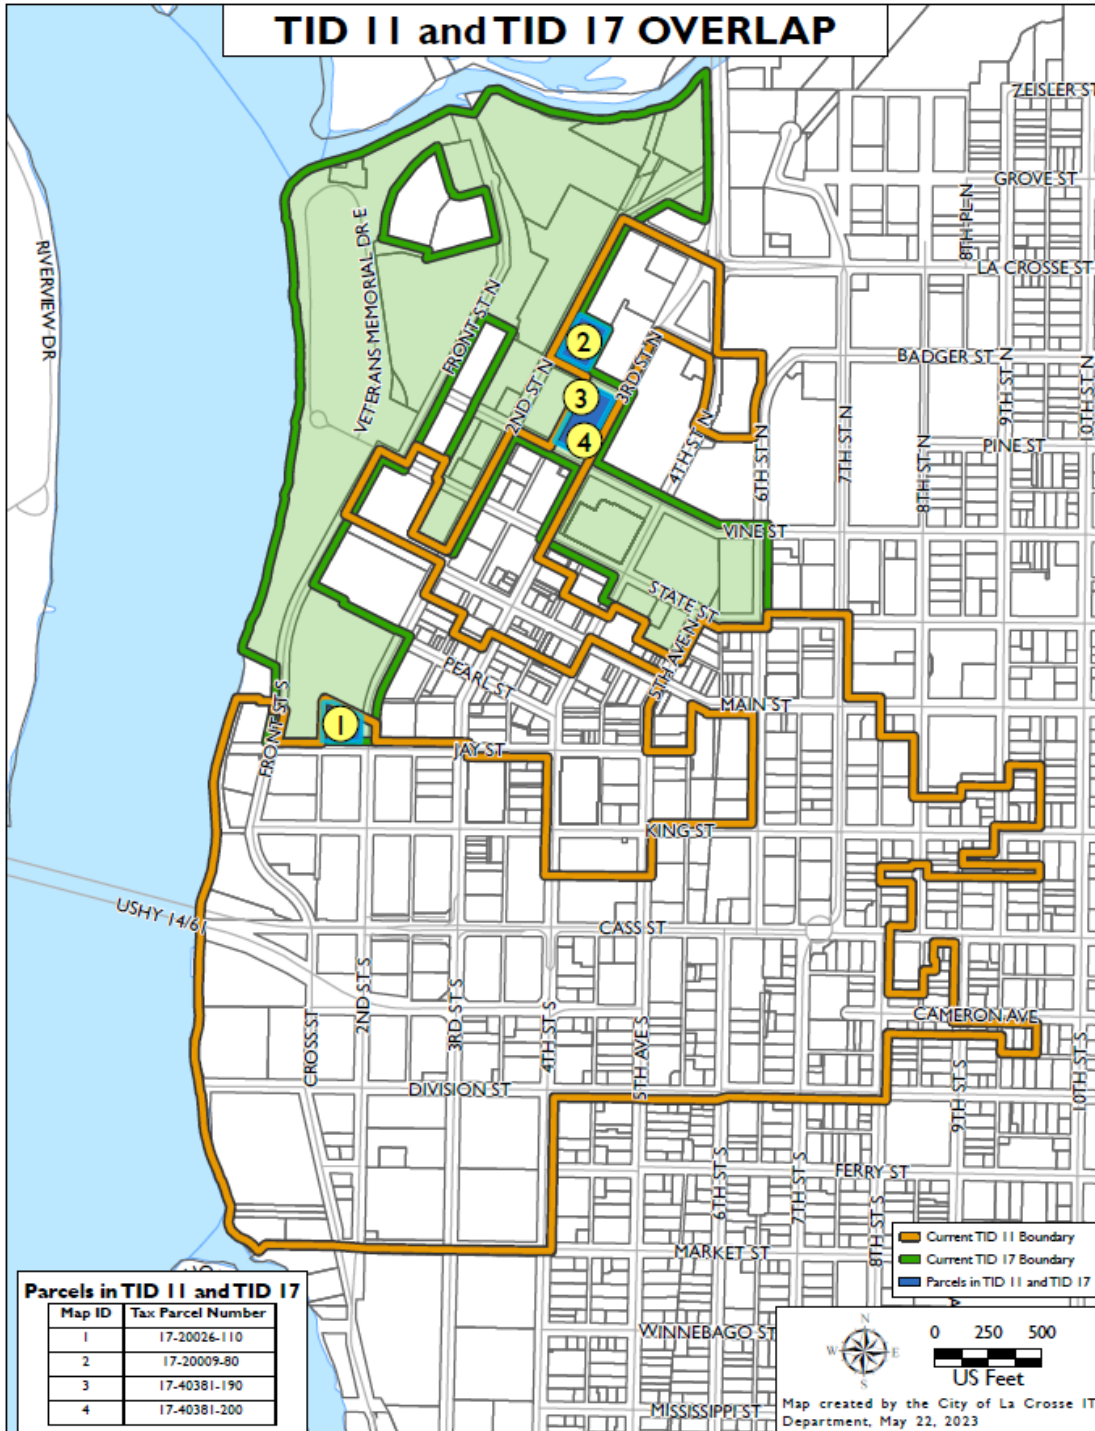 TID 11 and TID 17 OVERLAP
ZEISLER ST
GROVE ST
8TH PL N
LA CROSSE ST
RIVERVIEW DR
VETERANS MEMORIAL DR E
FRONT ST N
2ND ST N
3RD ST N
4TH ST N
6TH ST N
7TH ST N
8TH ST N
9TH ST N
10TH ST N
BADGER ST
PINE ST
2
3
4
VINE ST
STATE ST
5TH AVE N
PEARL ST
MAIN ST
1
FRONT ST S
JAY ST
KING ST
USHY 14/61
CASS ST
CAMERON AVE
CROSS ST
2ND ST S
3RD ST S
4TH ST S
5TH AVE S
DIVISION ST
9TH ST S
10TH ST S
FERRY ST
6TH ST S
7TH ST S
8TH ST S
MARKET ST
WINNEBAGO ST
MISSISSIPPI ST
Current TID 11 Boundary
Current TID 17 Boundary
Parcels in TID 11 and TID 17
Parcels in TID 11 and TID 17
Map ID Tax Parcel Number
1 17-20026-110
2 17-20009-80
3 17-40381-190
4 17-40381-200
N
W E
S
0 250 500
US Feet
Map created by the City of La Crosse IT
Department, May 22, 2023